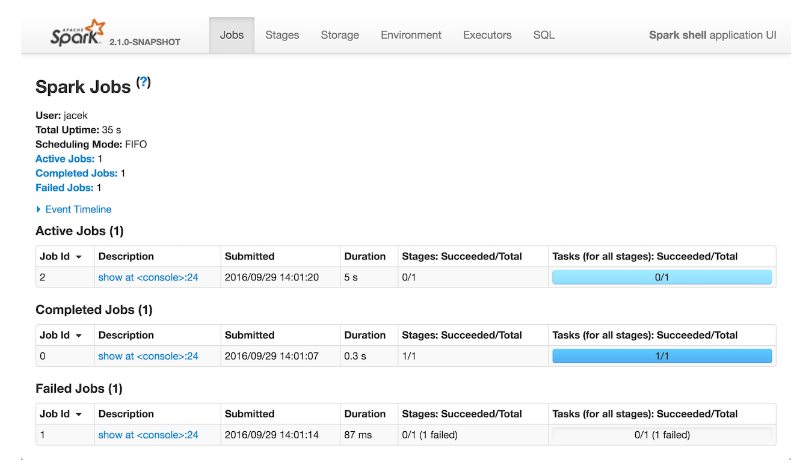 APACHE Spark 2.1.0-SNAPSHOT Jobs Stages Storage Environment Executors SQL Spark shell application UI
Spark Jobs (?)
User: jacek
Total Uptime: 35 s
Scheduling Mode: FIFO
Active Jobs: 1
Completed Jobs: 1
Failed Jobs: 1
Event Timeline
Active Jobs (1)
Job Id Description Submitted Duration Stages: Succeeded/Total Tasks (for all stages): Succeeded/Total
2 show at <console>:24 2016/09/29 14:01:20 5 s 0/1 0/1
Completed Jobs (1)
Job Id Description Submitted Duration Stages: Succeeded/Total Tasks (for all stages): Succeeded/Total
0 show at <console>:24 2016/09/29 14:01:07 0.3 s 1/1 1/1
Failed Jobs (1)
Job Id Description Submitted Duration Stages: Succeeded/Total Tasks (for all stages): Succeeded/Total
1 show at <console>:24 2016/09/29 14:01:14 87 ms 0/1 (1 failed) 0/1 (1 failed)